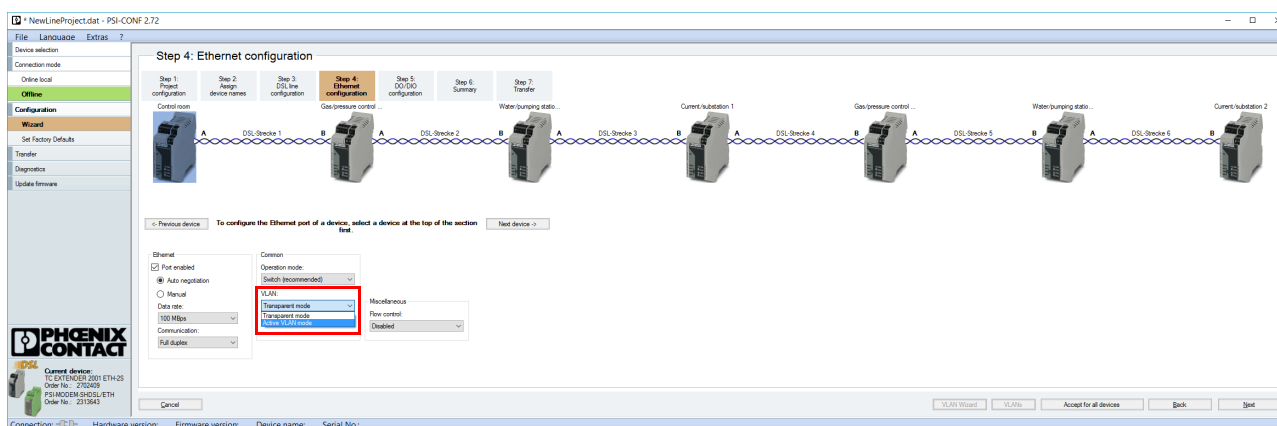 * NewLineProject.dat - PSI-CONF 2.72
File Language Extras ?
Device selection
Connection mode
Online local
Offline
Configuration
Wizard
Set Factory Defaults
Transfer
Diagnostics
Update firmware
Step 4: Ethernet configuration
Step 1: Project configuration
Step 2: Assign device names
Step 3: DSL line configuration
Step 4: Ethernet configuration
Step 5: DO/DIO configuration
Step 6: Summary
Step 7: Transfer
Control room
Gas/pressure control ...
Water/pumping statio...
Current/substation 1
Gas/pressure control ...
Water/pumping statio...
Current/substation 2
A DSL-Strecke 1 B A DSL-Strecke 2 B A DSL-Strecke 3 B A DSL-Strecke 4 B A DSL-Strecke 5 B A DSL-Strecke 6 B
<- Previous device
To configure the Ethernet port of a device, select a device at the top of the section
first.
Next device ->
Ethernet
Port enabled
Auto negotiation
Manual
Data rate:
100 MBps
Communication:
Full duplex
Common
Operation mode:
Switch (recommended)
VLAN:
Transparent mode
Transparent mode
Active VLAN mode
Miscellaneous
Flow control:
Disabled
PHŒNIX
CONTACT
DSL
Current device:
TC EXTENDER 2001 ETH-2S
Order No.: 2702409
PSI-MODEM-SHDSL/ETH
Order No.: 2313643
Cancel
VLAN Wizard
VLANs
Accept for all devices
Back
Next
Connection: Hardware version: Firmware version: Device name: Serial No.: